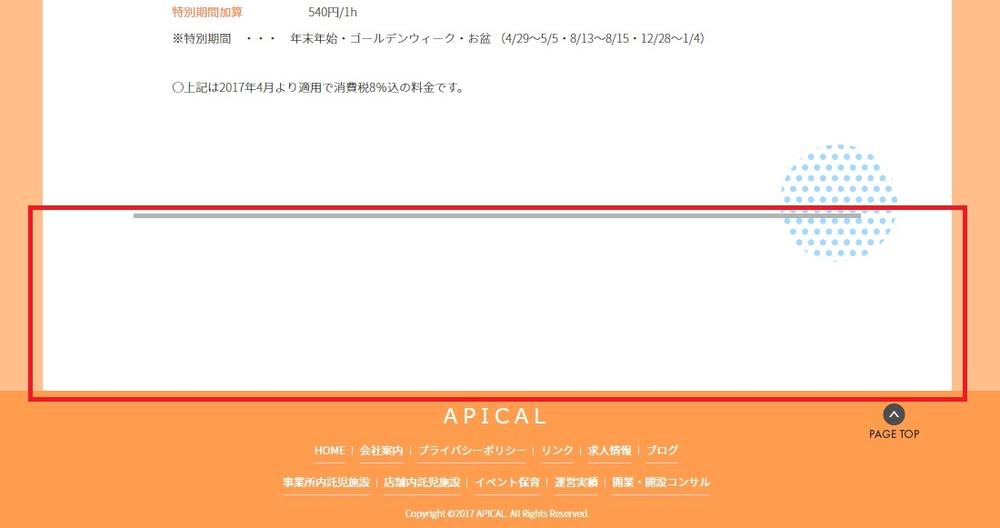 特別期間加算 540円/1h
※特別期間 ・・・ 年末年始・ゴールデンウィーク・お盆 （4/29～5/5・8/13～8/15・12/28～1/4）
〇上記は2017年4月より適用で消費税8%込の料金です。
APICAL
PAGE TOP
HOME | 会社案内 | プライバシーポリシー | リンク | 求人情報 | ブログ
事業所内託児施設 | 店舗内託児施設 | イベント保育 | 運営実績 | 開業・開設コンサル
Copyright ©2017 APICAL. All Rights Reserved.